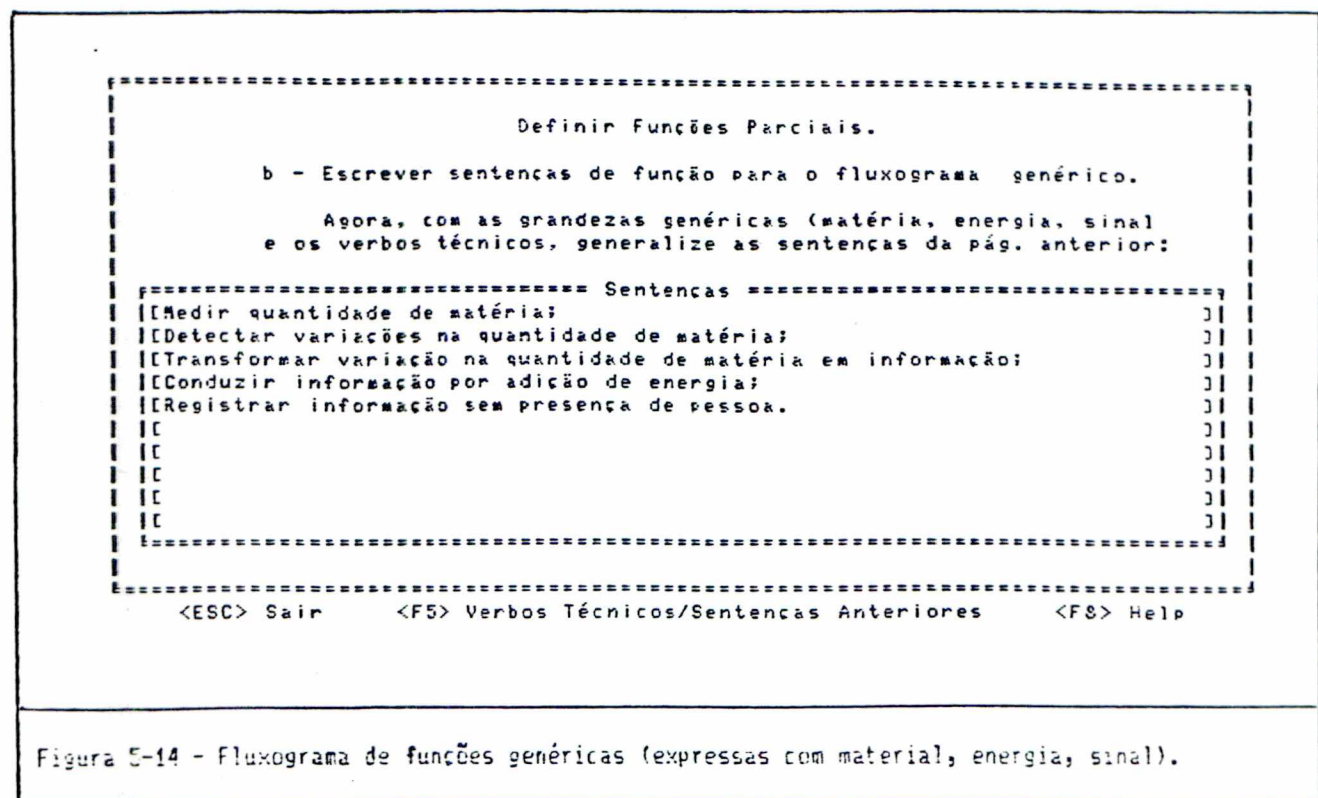 Definir Funções Parciais.
b - Escrever sentenças de função para o fluxograma genérico.
Agora, com as grandezas genéricas (matéria, energia, sinal
e os verbos técnicos, generalize as sentenças da pág. anterior:
Sentenças
[Medir quantidade de matéria; ]
[Detectar variações na quantidade de matéria; ]
[Transformar variação na quantidade de matéria em informação; ]
[Conduzir informação por adição de energia; ]
[Registrar informação sem presença de pessoa. ]
[ ]
[ ]
[ ]
[ ]
[ ]
<ESC> Sair <F5> Verbos Técnicos/Sentenças Anteriores <F8> Help
Figura 5-14 - Fluxograma de funções genéricas (expressas com material, energia, sinal).